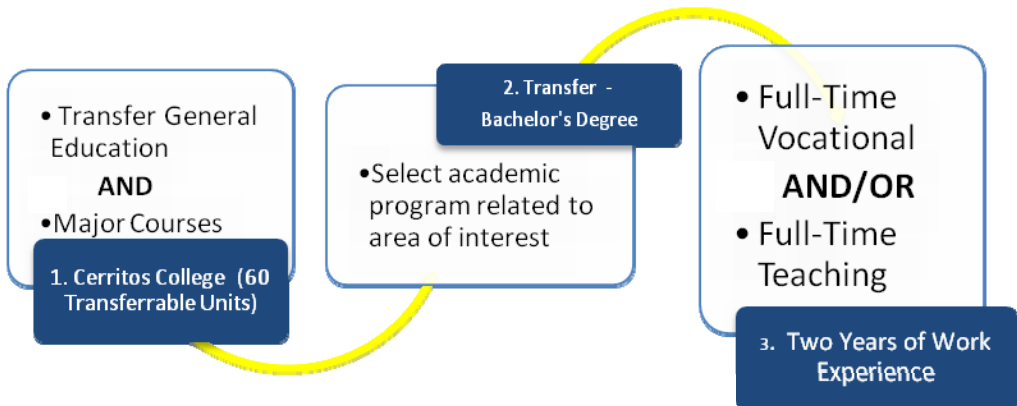 • Transfer General
Education
AND
•Major Courses
1. Cerritos College (60
Transferrable Units)
2. Transfer -
Bachelor's Degree
•Select academic
program related to
area of interest
• Full-Time
Vocational
AND/OR
• Full-Time
Teaching
3. Two Years of Work
Experience